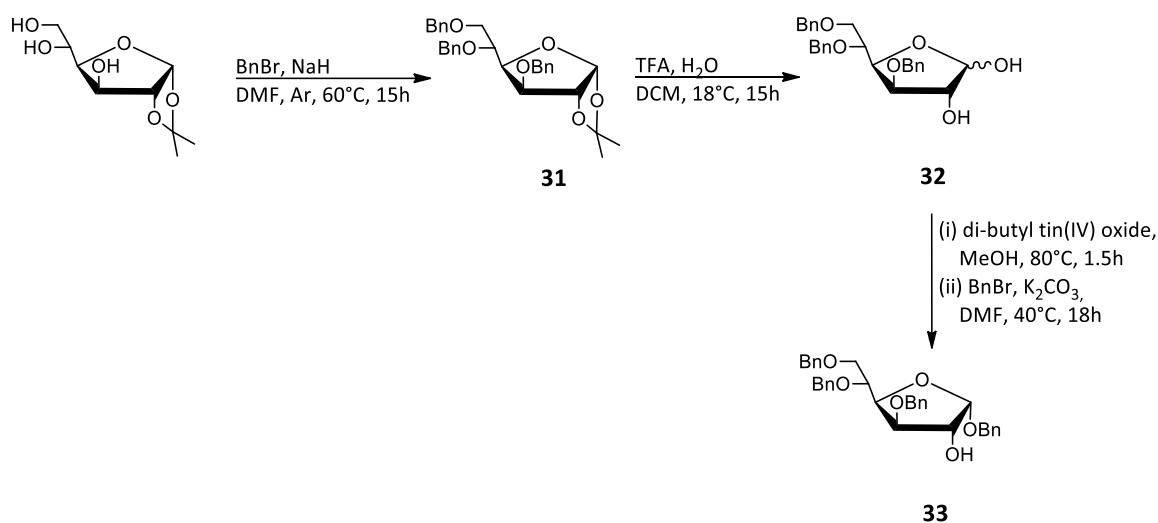 HO
HO
O
OH
O
O
BnBr, NaH
DMF, Ar, 60°C, 15h
BnO
BnO
O
OBn
O
O
31
TFA, H2O
DCM, 18°C, 15h
BnO
BnO
O
OBn
OH
OH
32
(i) di-butyl tin(IV) oxide,
MeOH, 80°C, 1.5h
(ii) BnBr, K2CO3,
DMF, 40°C, 18h
BnO
BnO
O
OBn
OBn
OH
33